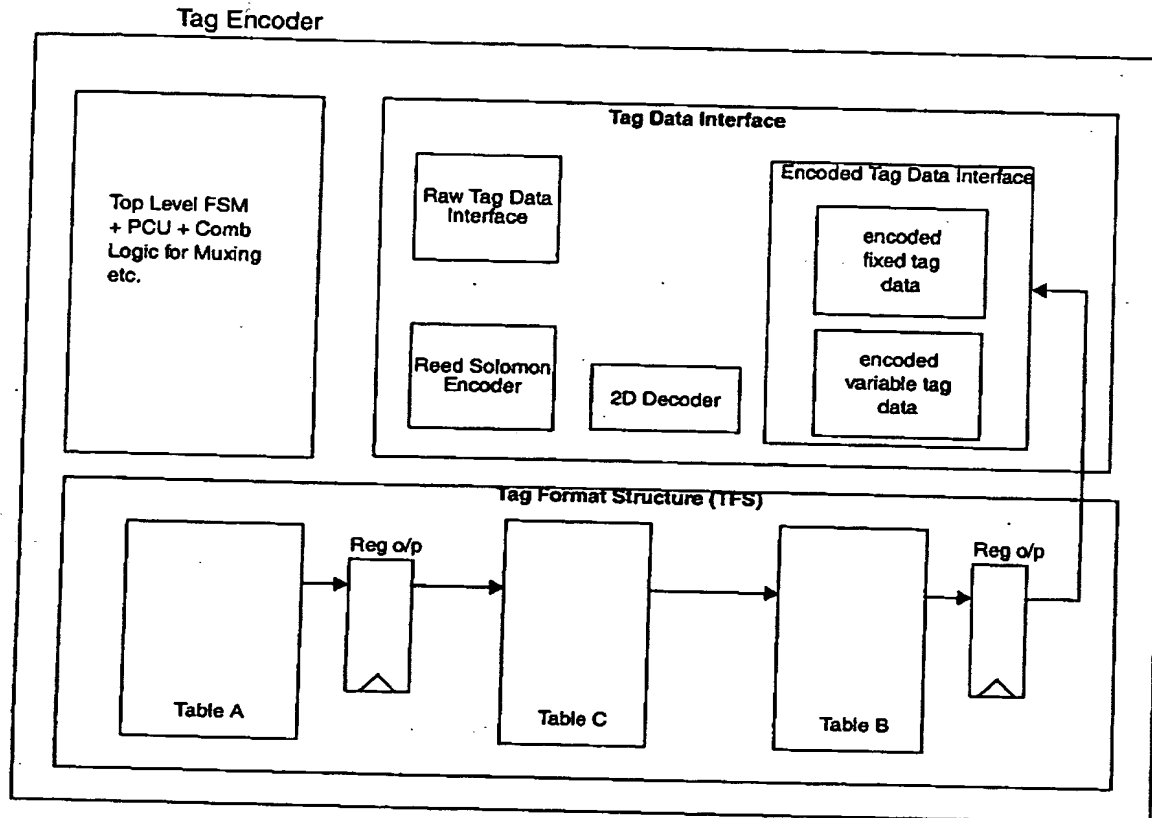 Tag Encoder
Top Level FSM
+ PCU + Comb
Logic for Muxing
etc.
Tag Data Interface
Raw Tag Data
Interface
Reed Solomon
Encoder
2D Decoder
Encoded Tag Data Interface
encoded
fixed tag
data
encoded
variable tag
data
Tag Format Structure (TFS)
Table A
Reg o/p
Table C
Table B
Reg o/p